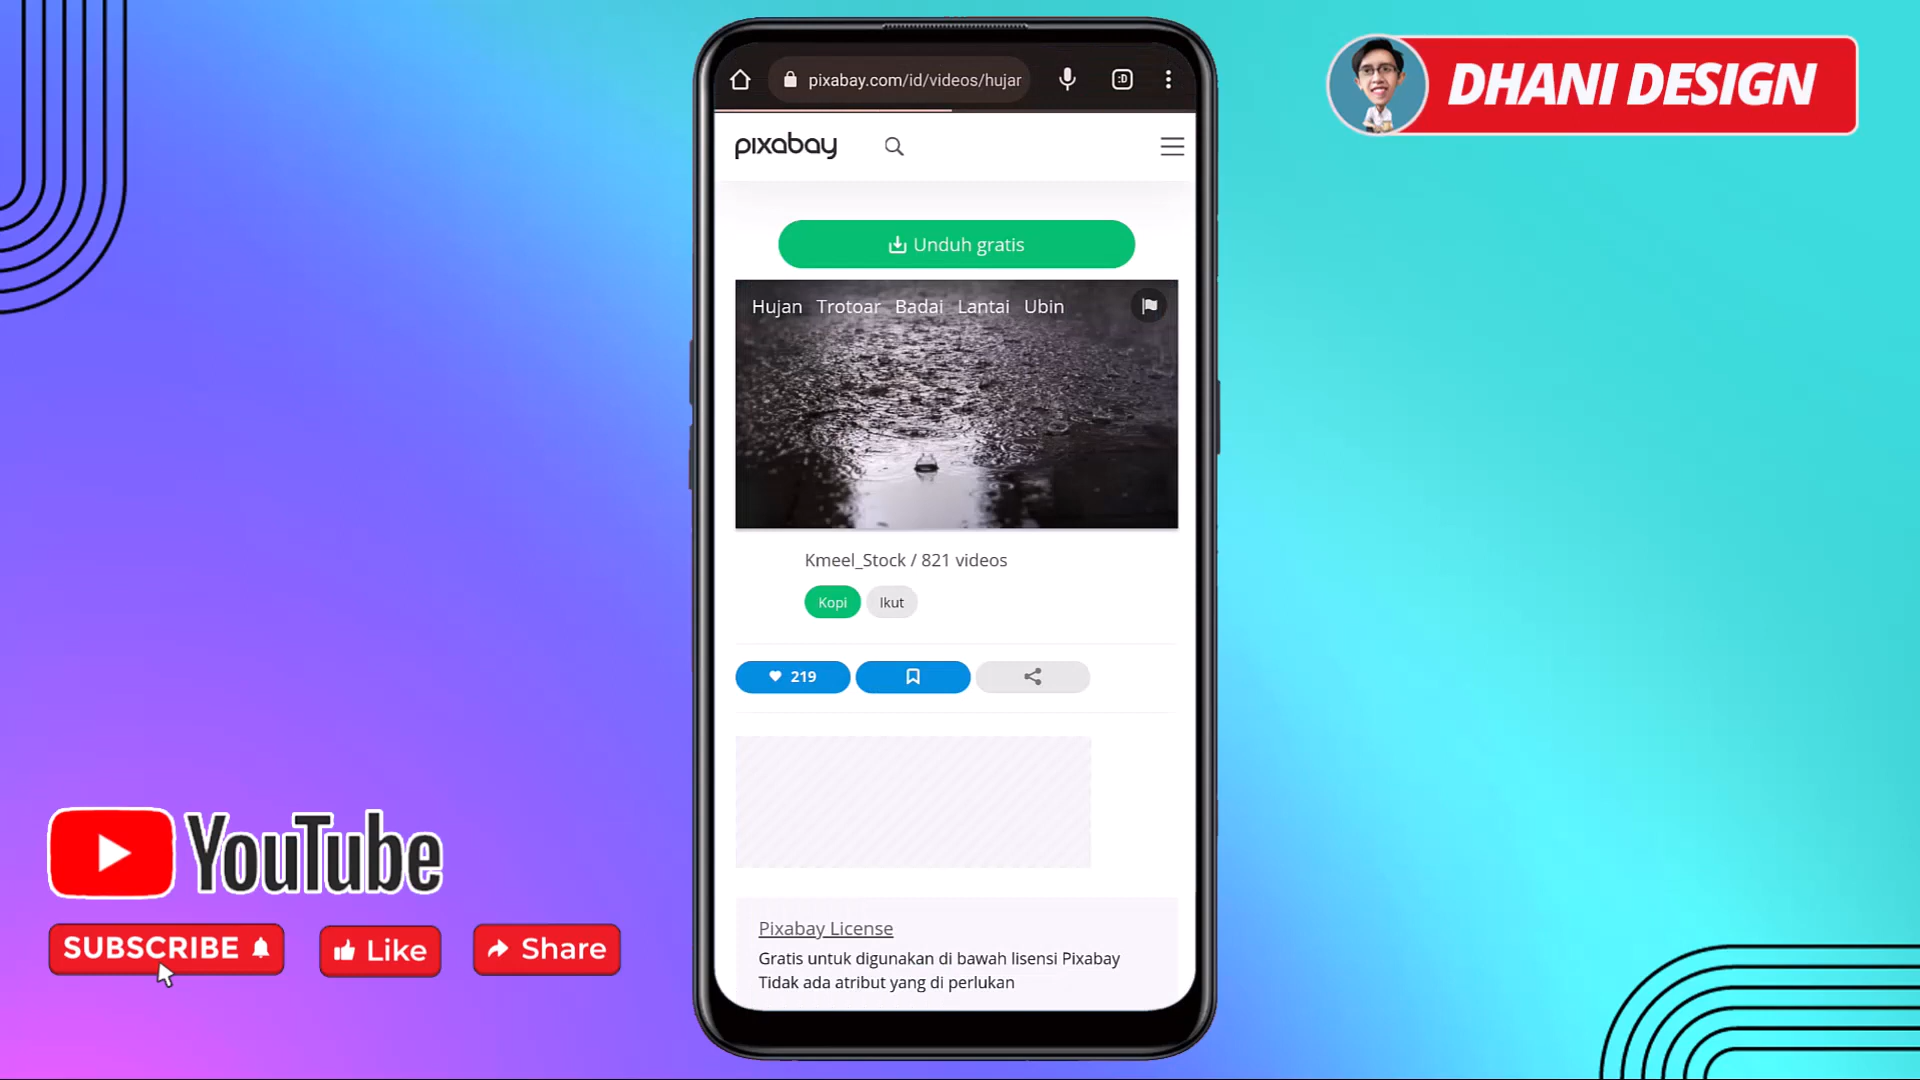 pixabay.com/id/videos/hujar
:D
DHANI DESIGN
pixabay
Unduh gratis
Hujan Trotoar Badai Lantai Ubin
Kmeel_Stock / 821 videos
Kopi Ikut
219
YouTube
SUBSCRIBE Like Share
Pixabay License
Gratis untuk digunakan di bawah lisensi Pixabay
Tidak ada atribut yang di perlukan